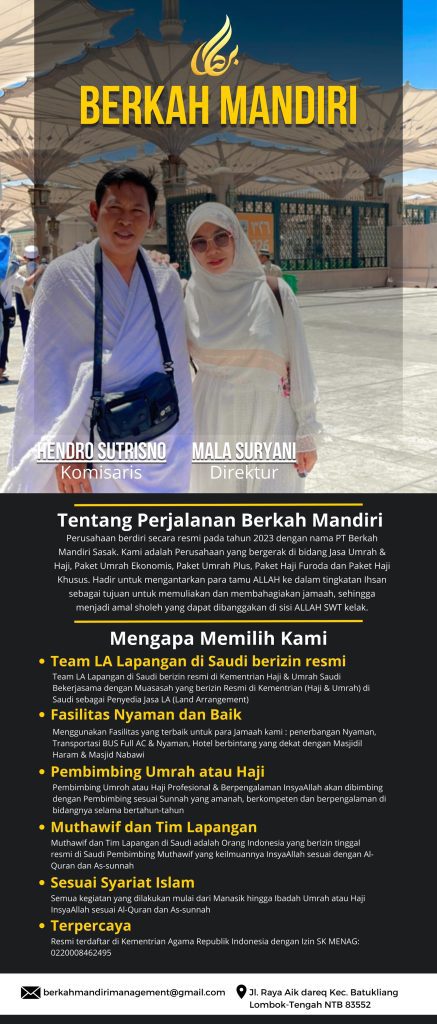 BERKAH MANDIRI
HENDRO SUTRISNO
Komisaris
MALA SURYANI
Direktur
Tentang Perjalanan Berkah Mandiri
Perusahaan berdiri secara resmi pada tahun 2023 dengan nama PT Berkah
Mandiri Sasak. Kami adalah Perusahaan yang bergerak di bidang Jasa Umrah &
Haji, Paket Umrah Ekonomis, Paket Umrah Plus, Paket Haji Furoda dan Paket Haji
Khusus. Hadir untuk mengantarkan para tamu ALLAH ke dalam tingkatan Ihsan
sebagai tujuan untuk memuliakan dan membahagiakan jamaah, sehingga
menjadi amal sholeh yang dapat dibanggakan di sisi ALLAH SWT kelak.
Mengapa Memilih Kami
• Team LA Lapangan di Saudi berizin resmi
Team LA Lapangan di Saudi berizin resmi di Kementrian Haji & Umrah Saudi
Bekerjasama dengan Muasasah yang berizin Resmi di Kementrian (Haji & Umrah) di
Saudi sebagai Penyedia Jasa LA (Land Arrangement)
• Fasilitas Nyaman dan Baik
Menggunakan Fasilitas yang terbaik untuk para Jamaah kami : penerbangan Nyaman,
Transportasi BUS Full AC & Nyaman, Hotel berbintang yang dekat dengan Masjidil
Haram & Masjid Nabawi
• Pembimbing Umrah atau Haji
Pembimbing Umroh atau Haji Profesional & Berpengalaman InsyaAllah akan dibimbing
dengan Pembimbing sesuai Sunnah yang amanah, berkompeten dan berpengalaman di
bidangnya selama bertahun-tahun
• Muthawif dan Tim Lapangan
Muthawif dan Tim Lapangan di Saudi adalah Orang Indonesia yang berizin tinggal
resmi di Saudi Pembimbing Muthawif yang keilmuannya InsyaAllah sesuai dengan Al-
Quran dan As-sunnah
• Sesuai Syariat Islam
Semua kegiatan yang dilakukan mulai dari Manasik hingga Ibadah Umrah atau Haji
InsyaAllah sesuai Al-Quran dan As-sunnah
• Terpercaya
Resmi terdaftar di Kementrian Agama Republik Indonesia dengan Izin SK MENAG:
0220008462495
berkahmandirimanagement@gmail.com
Jl. Raya Aik dareq Kec. Batukliang
Lombok-Tengah NTB 83552